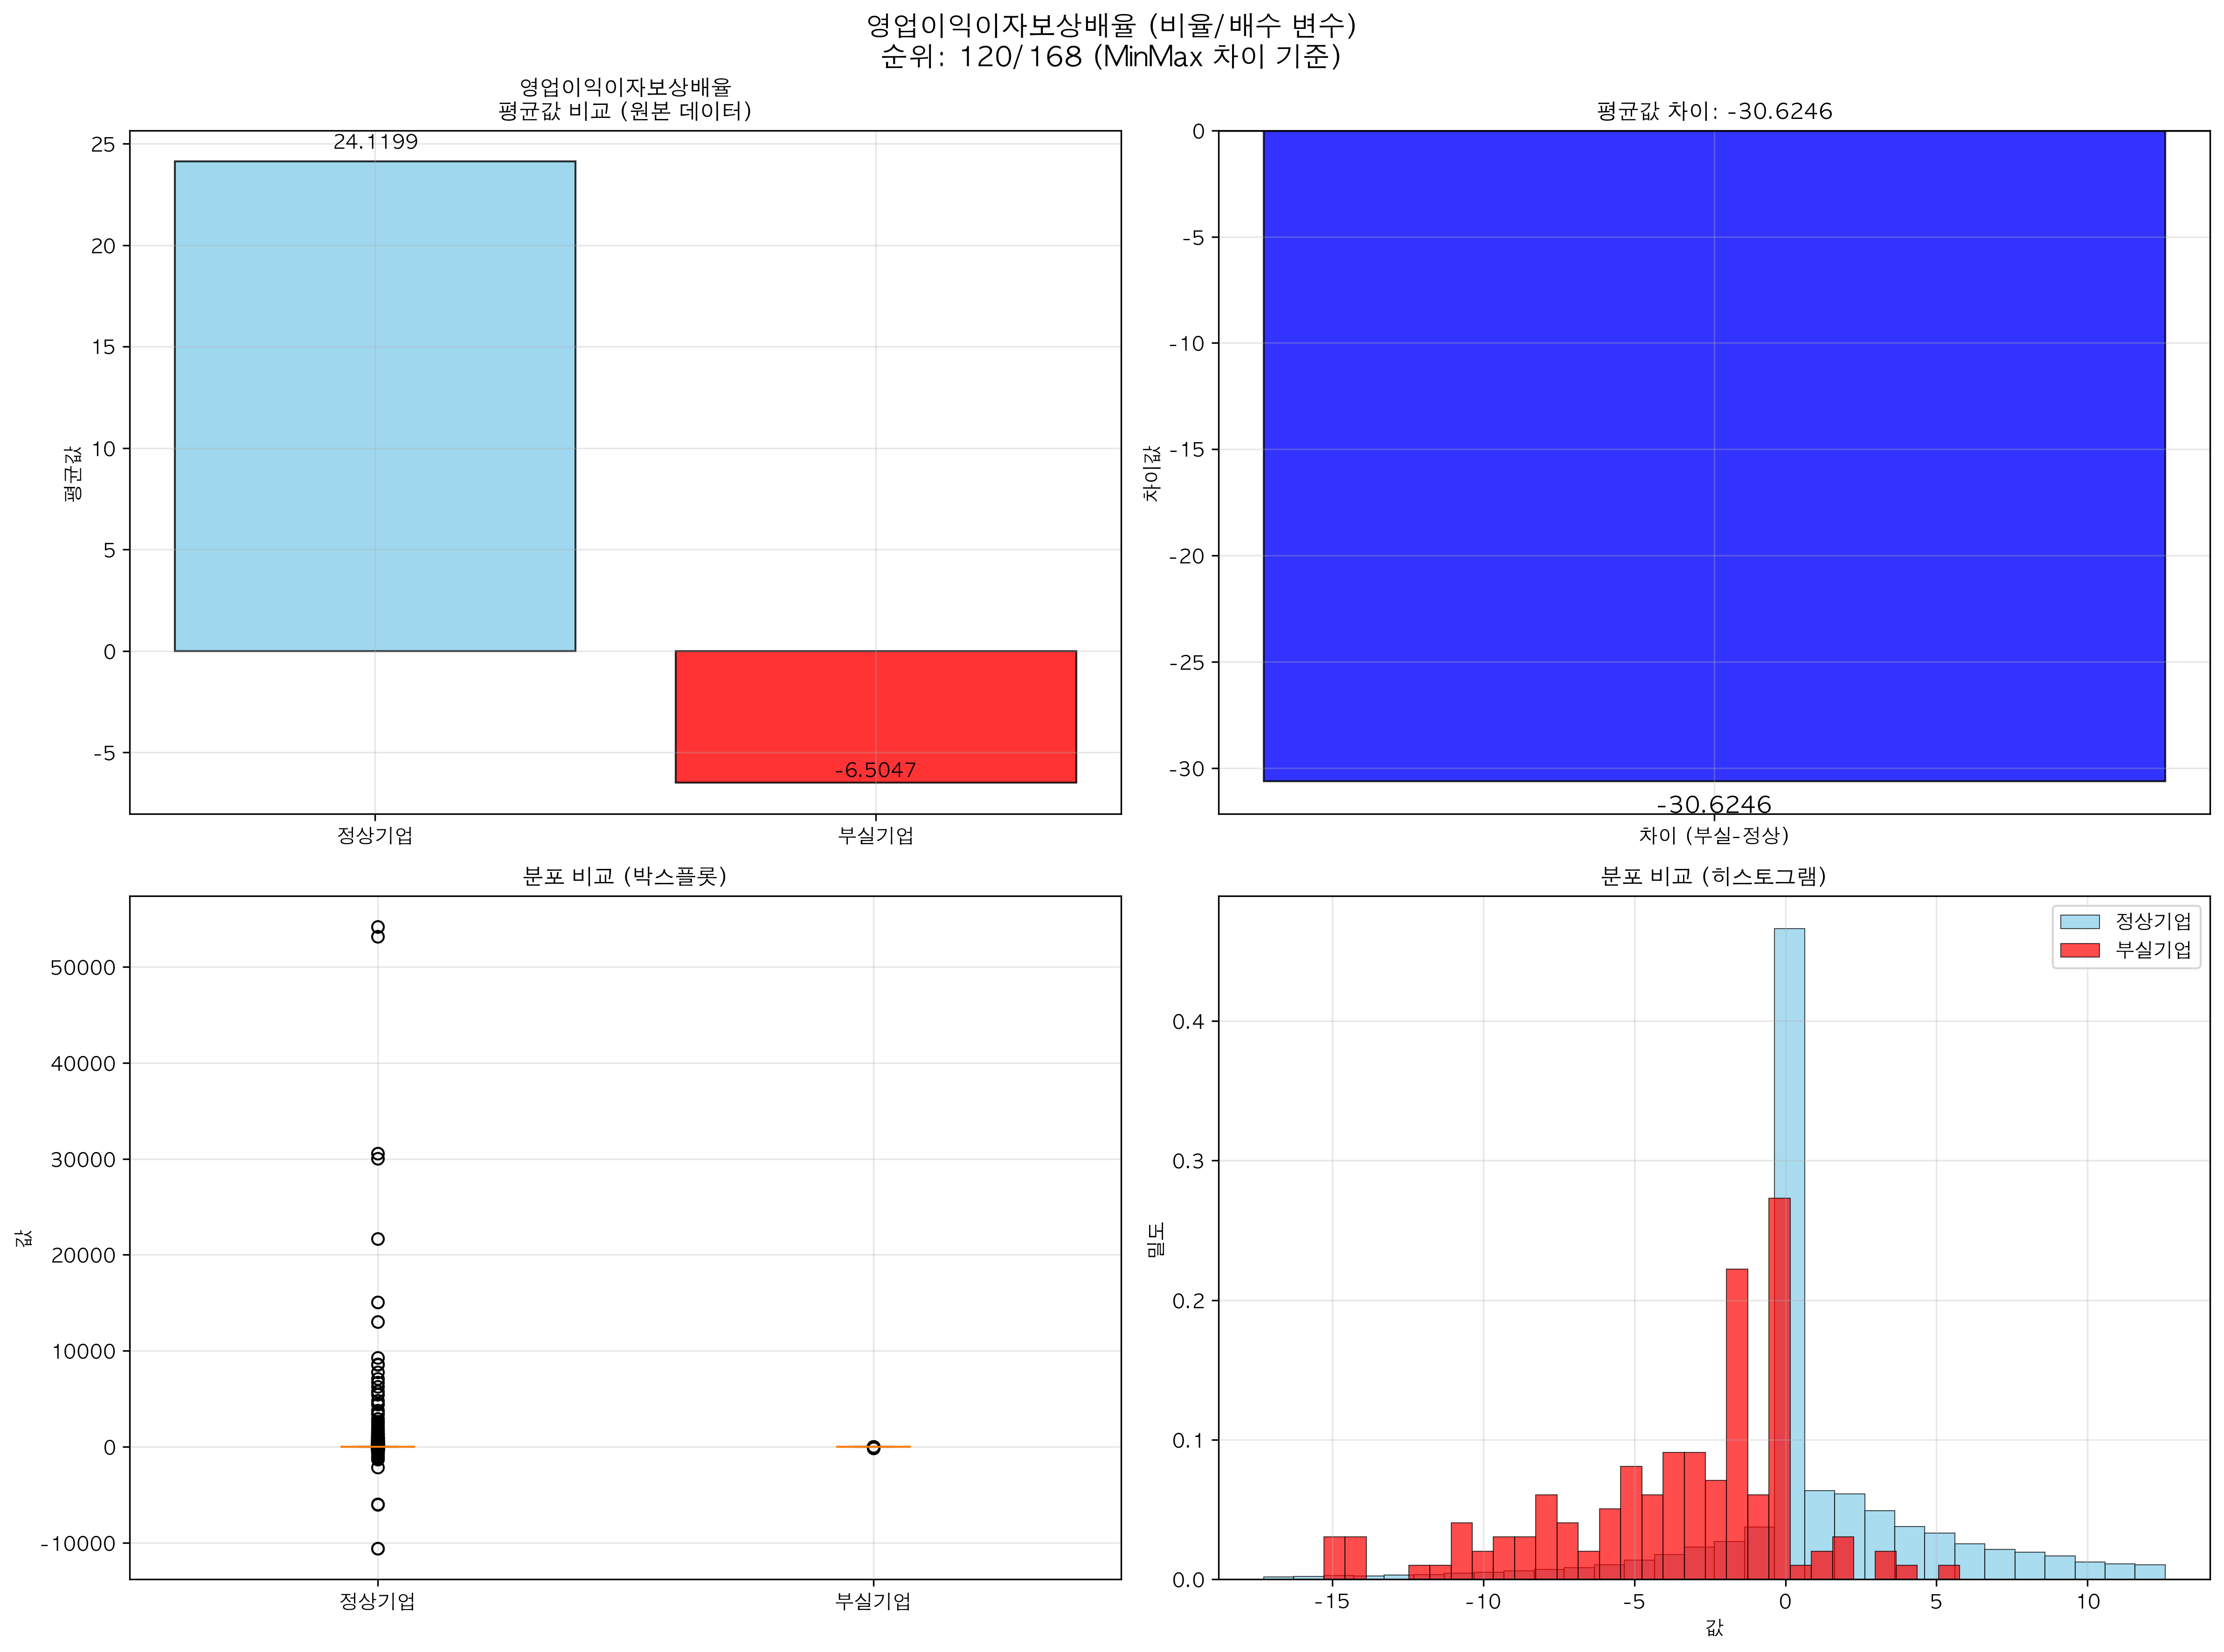 영업이익이자보상배율 (비율/배수 변수)
순위: 120/168 (MinMax 차이 기준)
영업이익이자보상배율
평균값 비교 (원본 데이터)
25
20
15
10
5
0
-5
평균값
24.1199
-6.5047
정상기업
부실기업
평균값 차이: -30.6246
0
-5
-10
-15
-20
-25
-30
차이값
-30.6246
차이 (부실-정상)
분포 비교 (박스플롯)
50000
40000
30000
20000
10000
0
-10000
값
정상기업
부실기업
분포 비교 (히스토그램)
정상기업
부실기업
0.4
0.3
0.2
0.1
0.0
밀도
-15
-10
-5
0
5
10
값